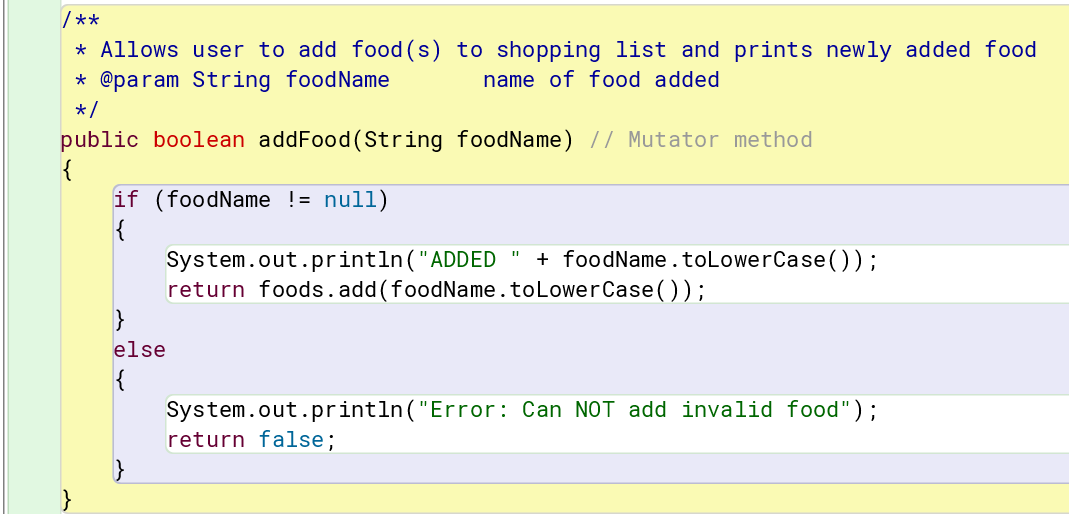 /**
 * Allows user to add food(s) to shopping list and prints newly added food
 * @param String foodName       name of food added
 */
public boolean addFood(String foodName) // Mutator method
{
    if (foodName != null)
    {
        System.out.println("ADDED " + foodName.toLowerCase());
        return foods.add(foodName.toLowerCase());
    }
    else
    {
        System.out.println("Error: Can NOT add invalid food");
        return false;
    }
}